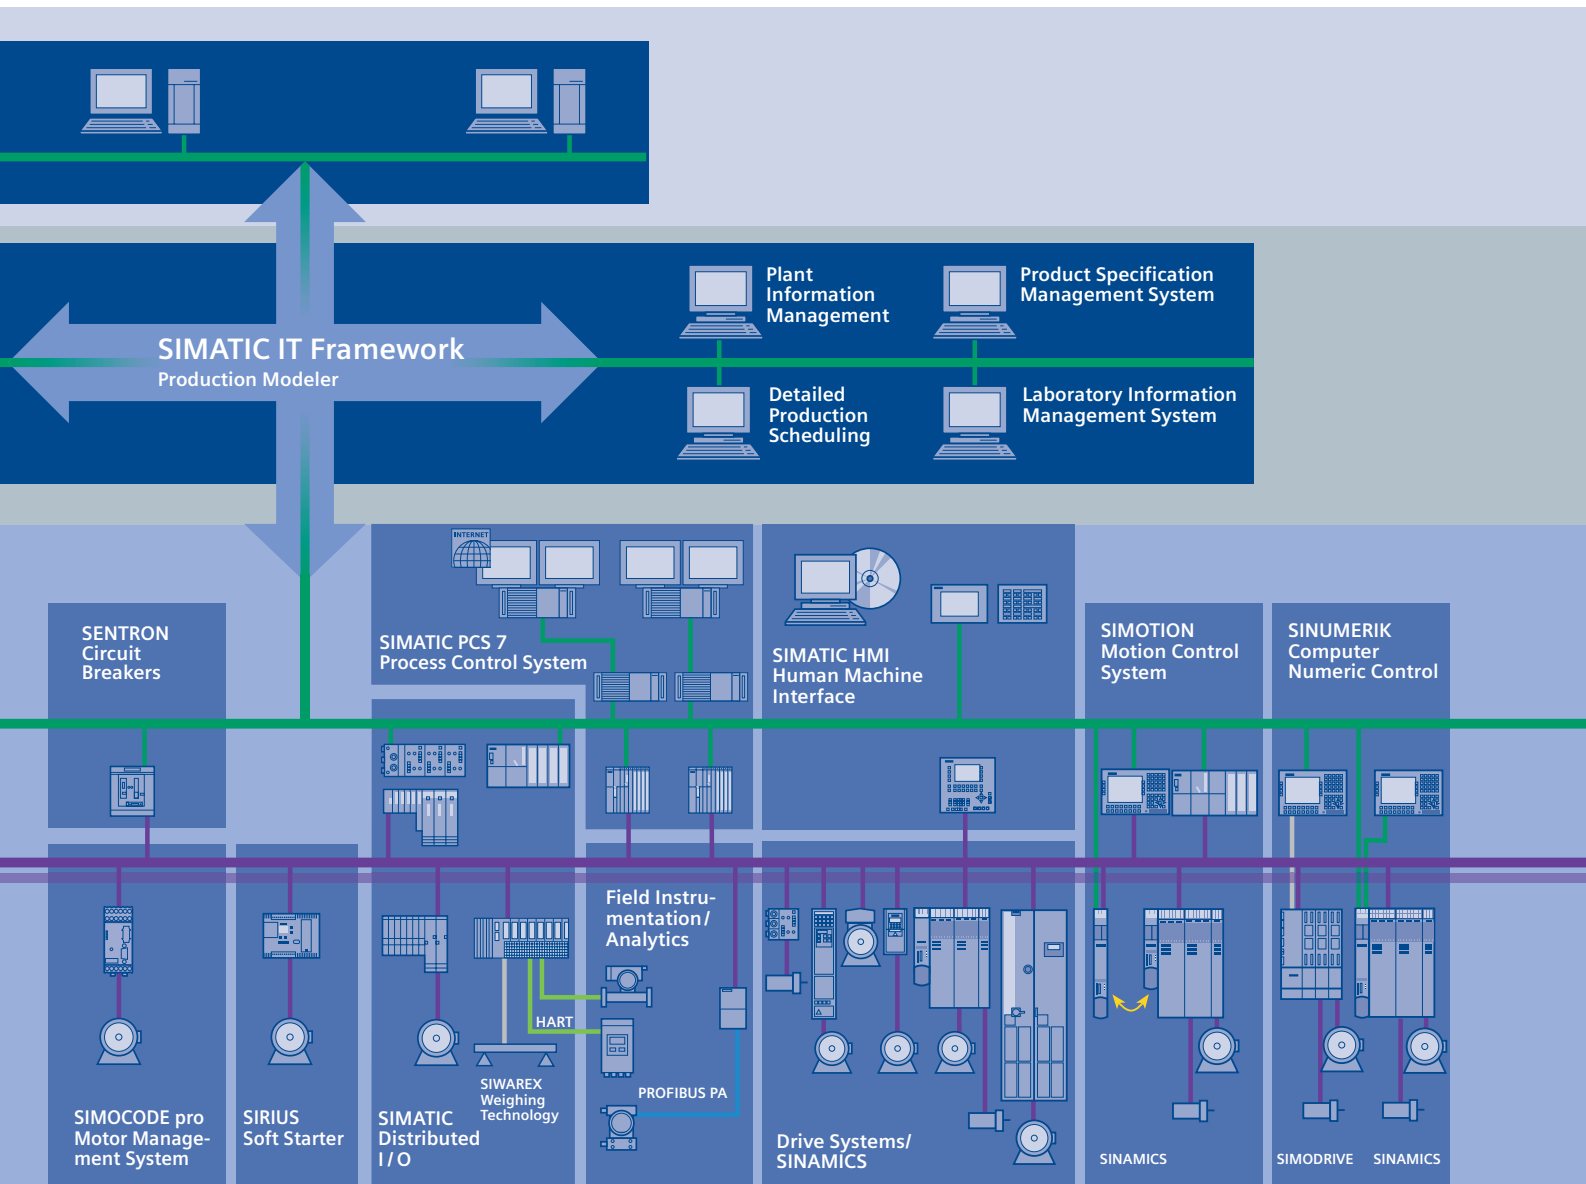 Plant
Information
Management
Product Specification
Management System
SIMATIC IT Framework
Production Modeler
Detailed
Production
Scheduling
Laboratory Information
Management System
INTERNET
SENTRON
Circuit
Breakers
SIMATIC PCS 7
Process Control System
SIMATIC HMI
Human Machine
Interface
SIMOTION
Motion Control
System
SINUMERIK
Computer
Numeric Control
Field Instru-
mentation/
Analytics
HART
SIWAREX
Weighing
Technology
PROFIBUS PA
SIMOCODE pro
Motor Manage-
ment System
SIRIUS
Soft Starter
SIMATIC
Distributed
I/O
Drive Systems/
SINAMICS
SINAMICS
SIMODRIVE
SINAMICS